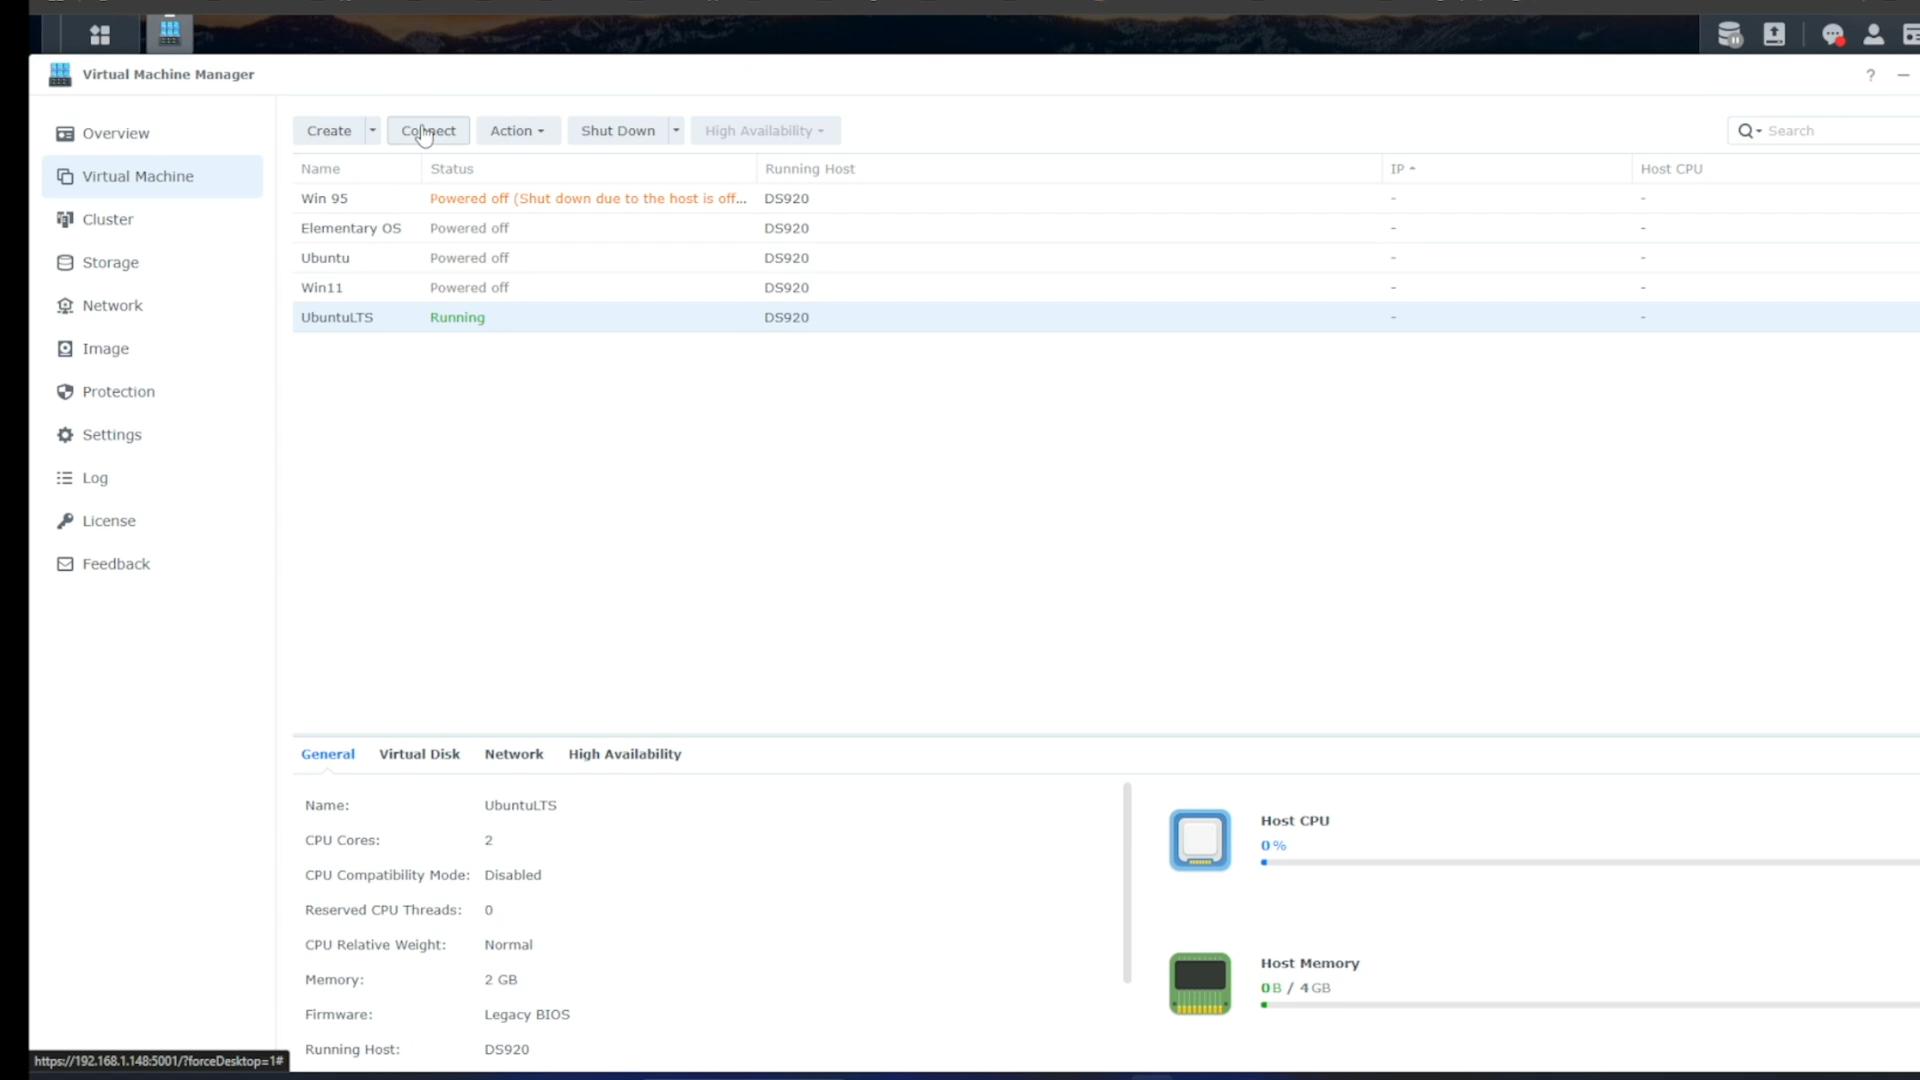 Virtual Machine Manager
?
Overview
Virtual Machine
Cluster
Storage
Network
Image
Protection
Settings
Log
License
Feedback
Create Connect Action Shut Down High Availability Search
Name Status Running Host IP Host CPU
Win 95 Powered off (Shut down due to the host is off... DS920 - -
Elementary OS Powered off DS920 - -
Ubuntu Powered off DS920 - -
Win11 Powered off DS920 - -
UbuntuLTS Running DS920 - -
General Virtual Disk Network High Availability
Name: UbuntuLTS
CPU Cores: 2
CPU Compatibility Mode: Disabled
Reserved CPU Threads: 0
CPU Relative Weight: Normal
Memory: 2 GB
Firmware: Legacy BIOS
Running Host: DS920
Host CPU
0 %
Host Memory
0 B / 4 GB
https://192.168.1.148:5001/?forceDesktop=1#